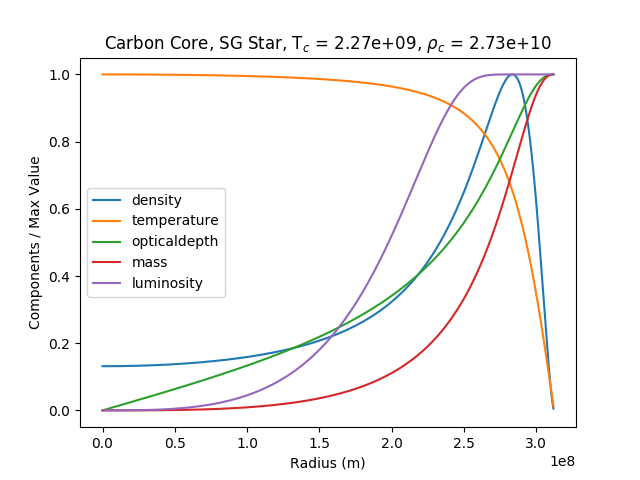 Carbon Core, SG Star, T_c = 2.27e+09, ρ_c = 2.73e+10
Components / Max Value
1.0
0.8
0.6
0.4
0.2
0.0
density
temperature
opticaldepth
mass
luminosity
0.0 0.5 1.0 1.5 2.0 2.5 3.0
1e8
Radius (m)